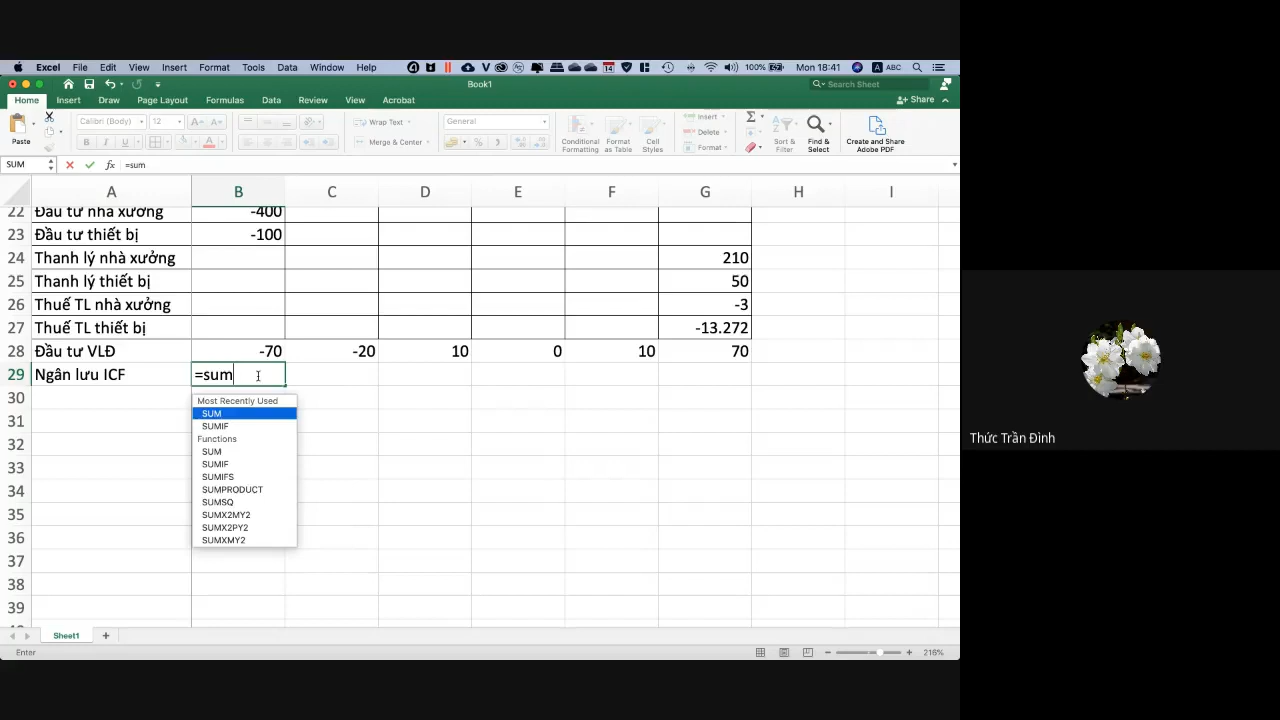 Excel File Edit View Insert Format Tools Data Window Help 100% Mon 18:41 A ABC
Book1 Search Sheet
Home Insert Draw Page Layout Formulas Data Review View Acrobat Share
Paste Calibri (Body) 12 A A B I U A Wrap Text Merge & Center General % Conditional Formatting Format as Table Cell Styles Insert Delete Format Sort & Filter Find & Select Create and Share Adobe PDF
SUM fx =sum
A B C D E F G H I
22 Đầu tư nhà xưởng -400
23 Đầu tư thiết bị -100
24 Thanh lý nhà xưởng 210
25 Thanh lý thiết bị 50
26 Thuế TL nhà xưởng -3
27 Thuế TL thiết bị -13.272
28 Đầu tư VLĐ -70 -20 10 0 10 70
29 Ngân lưu ICF =sum
30
31
32
33
34
35
36
37
38
39
Most Recently Used
SUM
SUMIF
Functions
SUM
SUMIF
SUMIFS
SUMPRODUCT
SUMSQ
SUMX2MY2
SUMX2PY2
SUMXMY2
Sheet1 +
Enter 216%
Thức Trần Đình